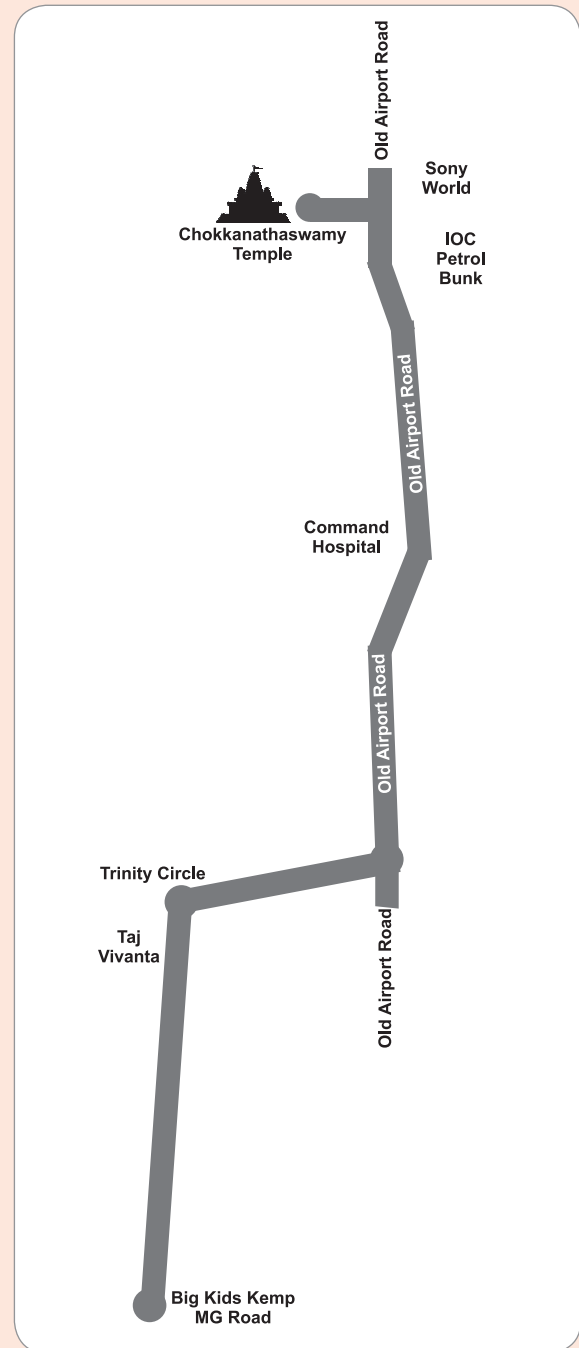 Old Airport Road
Sony
World
Chokkanathaswamy
Temple
IOC
Petrol
Bunk
Old Airport Road
Command
Hospital
Old Airport Road
Trinity Circle
Taj
Vivanta
Old Airport Road
Big Kids Kemp
MG Road